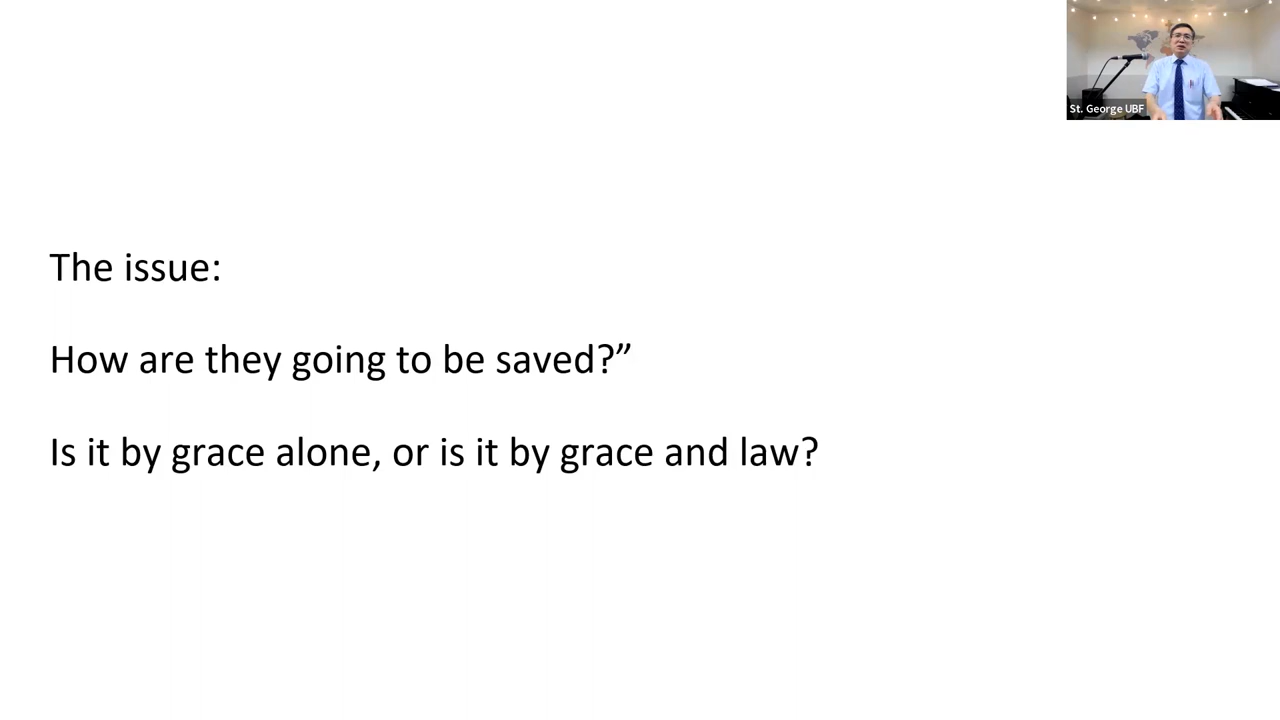 St. George UBF
The issue:
How are they going to be saved?”
Is it by grace alone, or is it by grace and law?